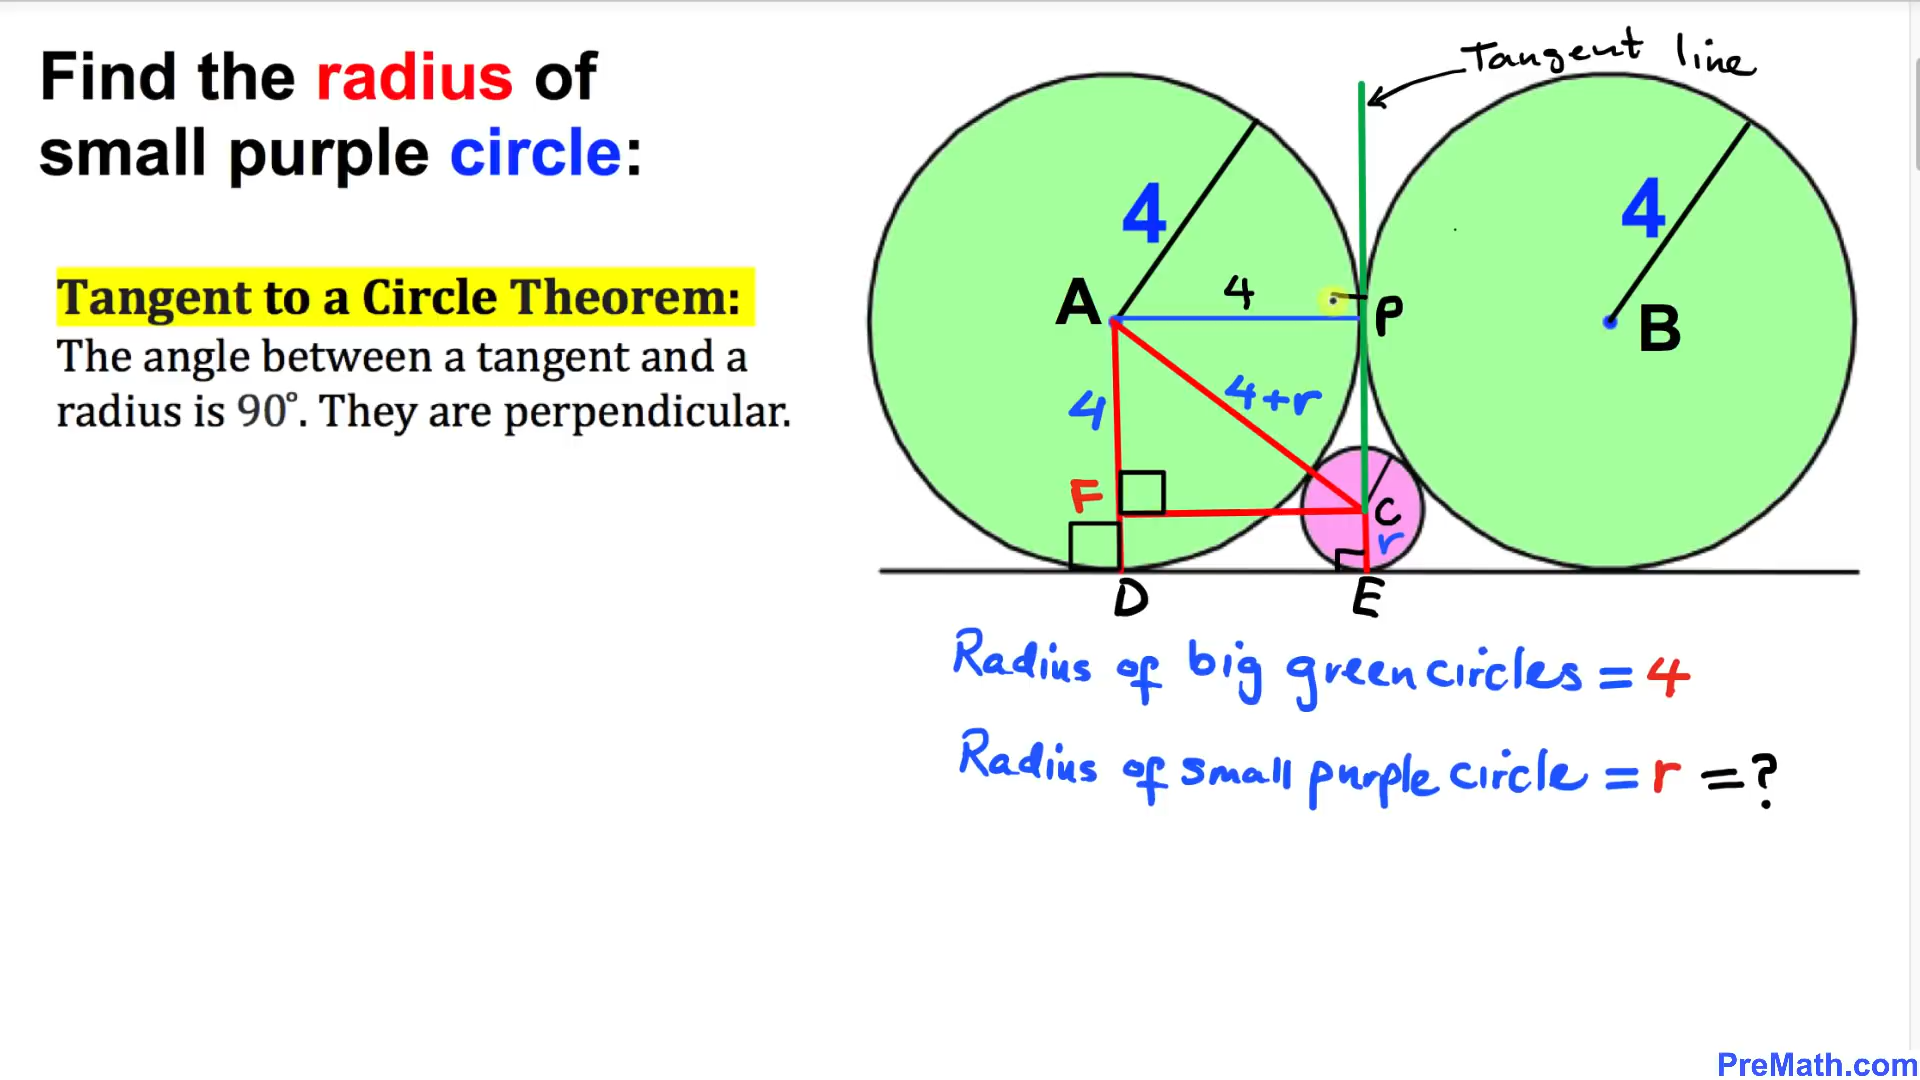 Find the radius of
small purple circle:
Tangent to a Circle Theorem:
The angle between a tangent and a
radius is 90°. They are perpendicular.
Tangent line
4
4
A
4
P
B
4
4+r
F
C
r
D
E
Radius of big green circles = 4
Radius of small purple circle = r = ?
PreMath.com